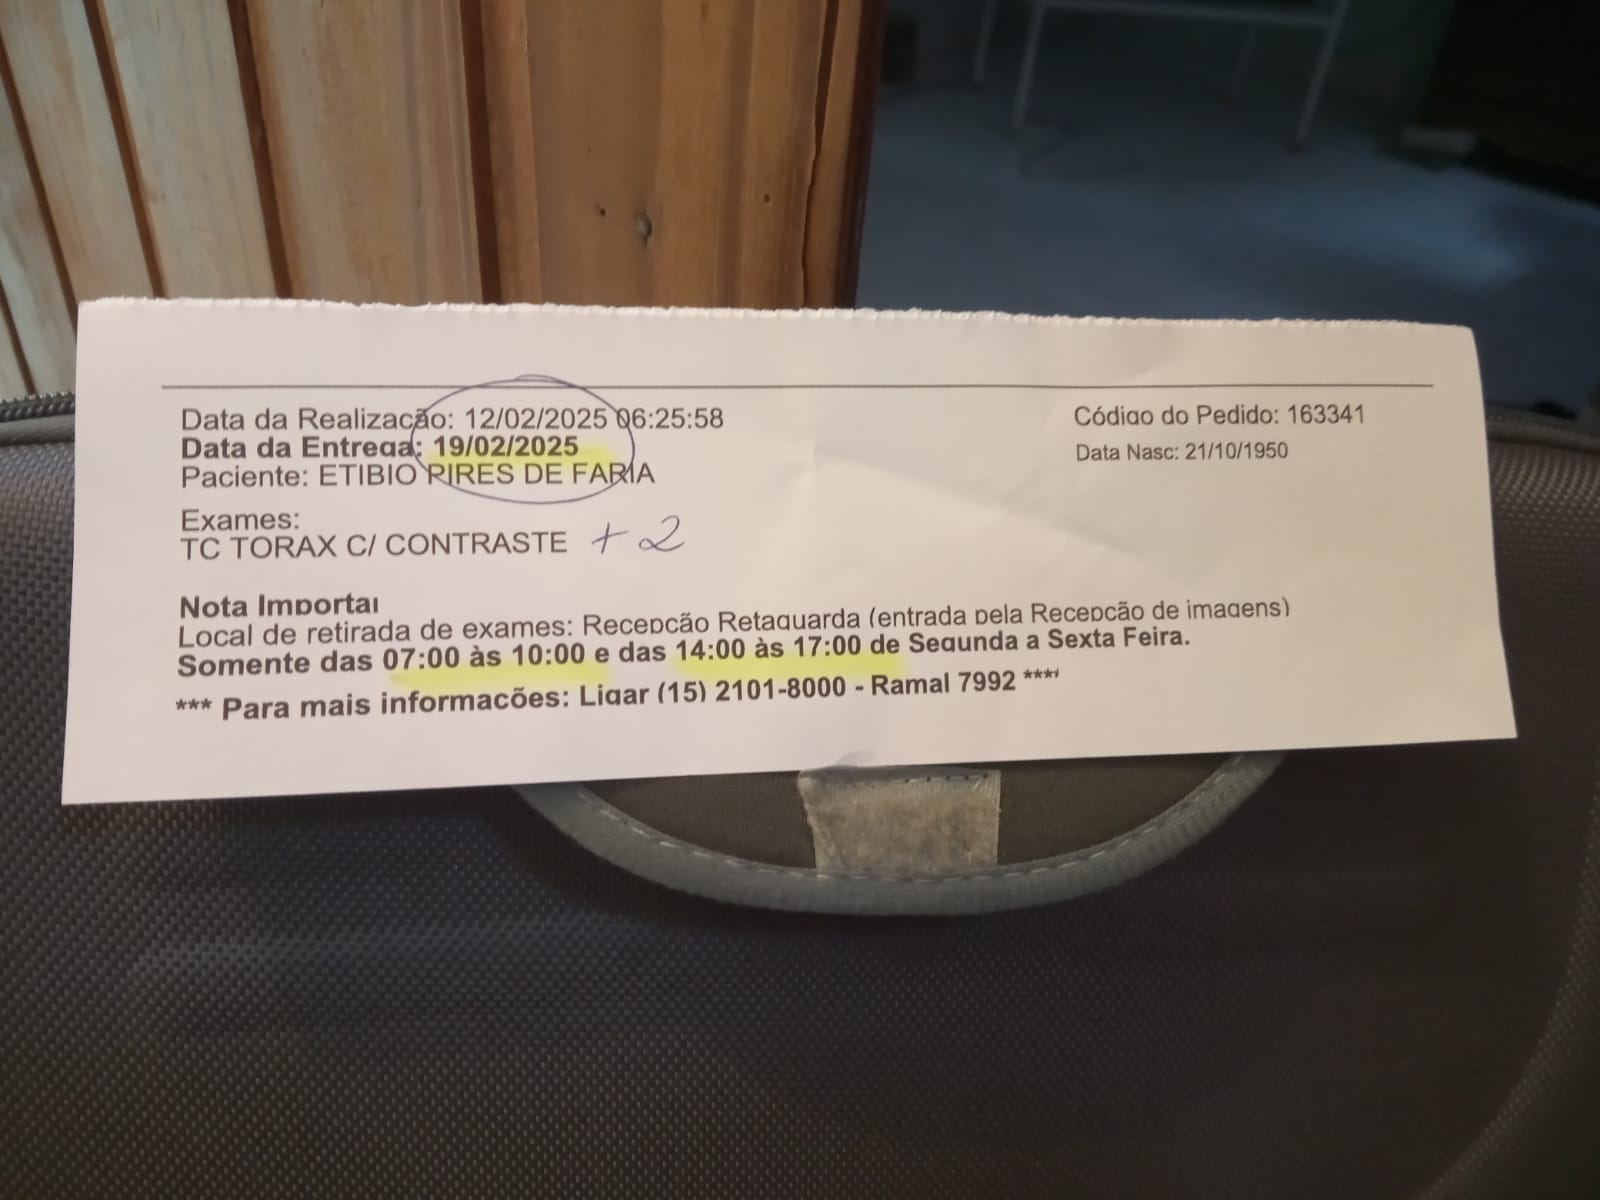 Data da Realização: 12/02/2025 06:25:58
Código do Pedido: 163341
Data da Entrega: 19/02/2025
Data Nasc: 21/10/1950
Paciente: ETIBIO PIRES DE FARIA
Exames:
TC TORAX C/ CONTRASTE + 2
Nota Importai
Local de retirada de exames: Recepção Retaguarda (entrada pela Recepção de imagens)
Somente das 07:00 às 10:00 e das 14:00 às 17:00 de Segunda a Sexta Feira.
*** Para mais informações: Ligar (15) 2101-8000 - Ramal 7992 ****